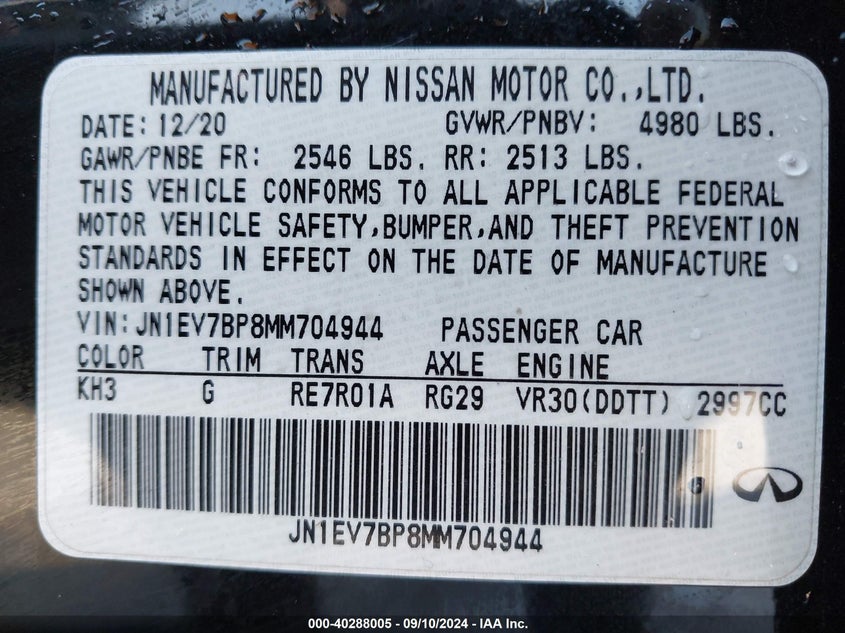 MANUFACTURED BY NISSAN MOTOR CO.,LTD.
DATE: 12/20 GVWR/PNBV: 4980 LBS.
GAWR/PNBE FR: 2546 LBS. RR: 2513 LBS.
THIS VEHICLE CONFORMS TO ALL APPLICABLE FEDERAL
MOTOR VEHICLE SAFETY,BUMPER,AND THEFT PREVENTION
STANDARDS IN EFFECT ON THE DATE OF MANUFACTURE
SHOWN ABOVE.
VIN: JN1EV7BP8MM704944 PASSENGER CAR
COLOR TRIM TRANS AXLE ENGINE
KH3 G RE7R01A RG29 VR30(DDTT) 2997CC
JN1EV7BP8MM704944
000-40288005 - 09/10/2024 - IAA Inc.